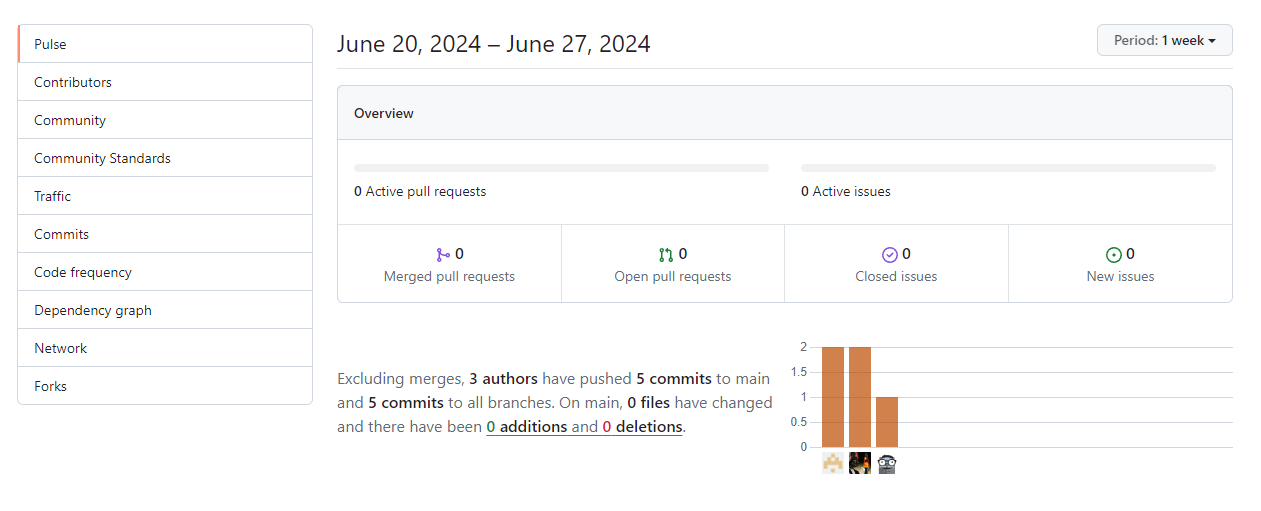 Pulse
Contributors
Community
Community Standards
Traffic
Commits
Code frequency
Dependency graph
Network
Forks
June 20, 2024 – June 27, 2024
Period: 1 week
Overview
0 Active pull requests
0 Active issues
0
Merged pull requests
0
Open pull requests
0
Closed issues
0
New issues
Excluding merges, 3 authors have pushed 5 commits to main
and 5 commits to all branches. On main, 0 files have changed
and there have been 0 additions and 0 deletions.
2
1.5
1
0.5
0